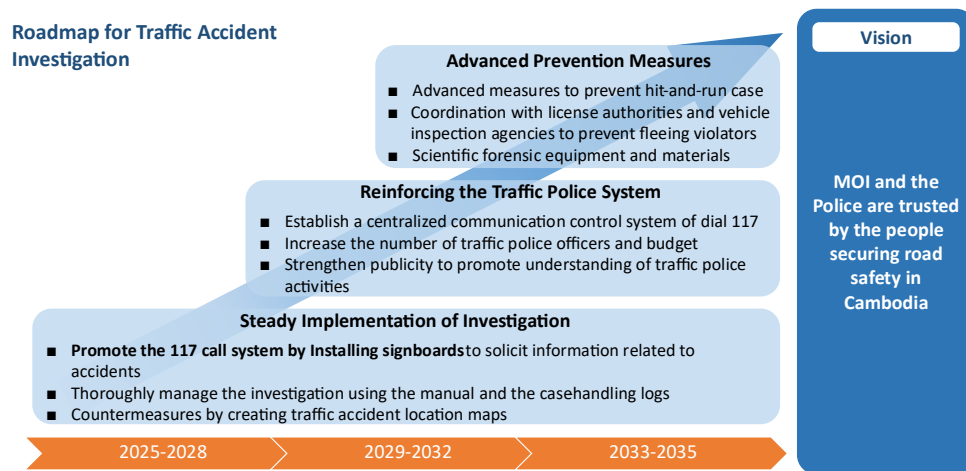 Roadmap for Traffic Accident
Investigation
Vision
Advanced Prevention Measures
■ Advanced measures to prevent hit-and-run case
■ Coordination with license authorities and vehicle
inspection agencies to prevent fleeing violators
■ Scientific forensic equipment and materials
Reinforcing the Traffic Police System
■ Establish a centralized communication control system of dial 117
■ Increase the number of traffic police officers and budget
■ Strengthen publicity to promote understanding of traffic police
activities
Steady Implementation of Investigation
■ Promote the 117 call system by Installing signboardsto solicit information related to
accidents
■ Thoroughly manage the investigation using the manual and the casehandling logs
■ Countermeasures by creating traffic accident location maps
MOI and the
Police are trusted
by the people
securing road
safety in
Cambodia
2025-2028
2029-2032
2033-2035